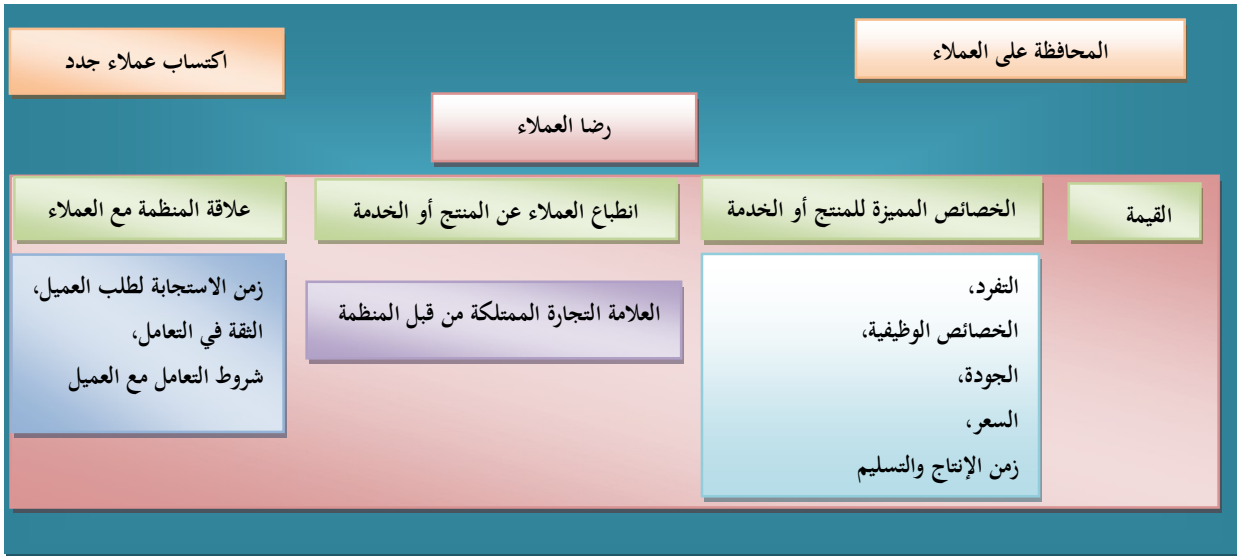 المحافظة على العملاء
اكتساب عملاء جدد
رضا العملاء
القيمة
الخصائص المميزة للمنتج أو الخدمة
انطباع العملاء عن المنتج أو الخدمة
علاقة المنظمة مع العملاء
التفرد،
الخصائص الوظيفية،
الجودة،
السعر،
زمن الإنتاج والتسليم
العلامة التجارة الممتلكة من قبل المنظمة
زمن الاستجابة لطلب العميل،
الثقة في التعامل،
شروط التعامل مع العميل